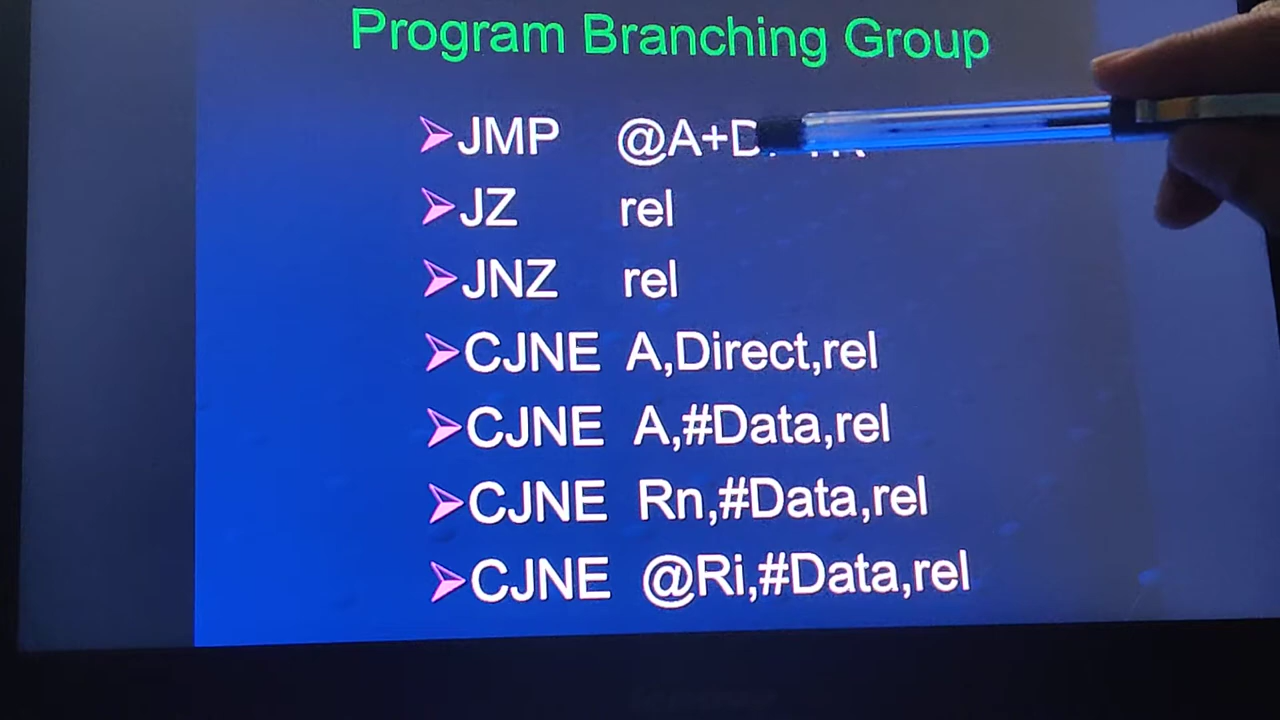 Program Branching Group
JMP @A+DPTR
JZ rel
JNZ rel
CJNE A,Direct,rel
CJNE A,#Data,rel
CJNE Rn,#Data,rel
CJNE @Ri,#Data,rel